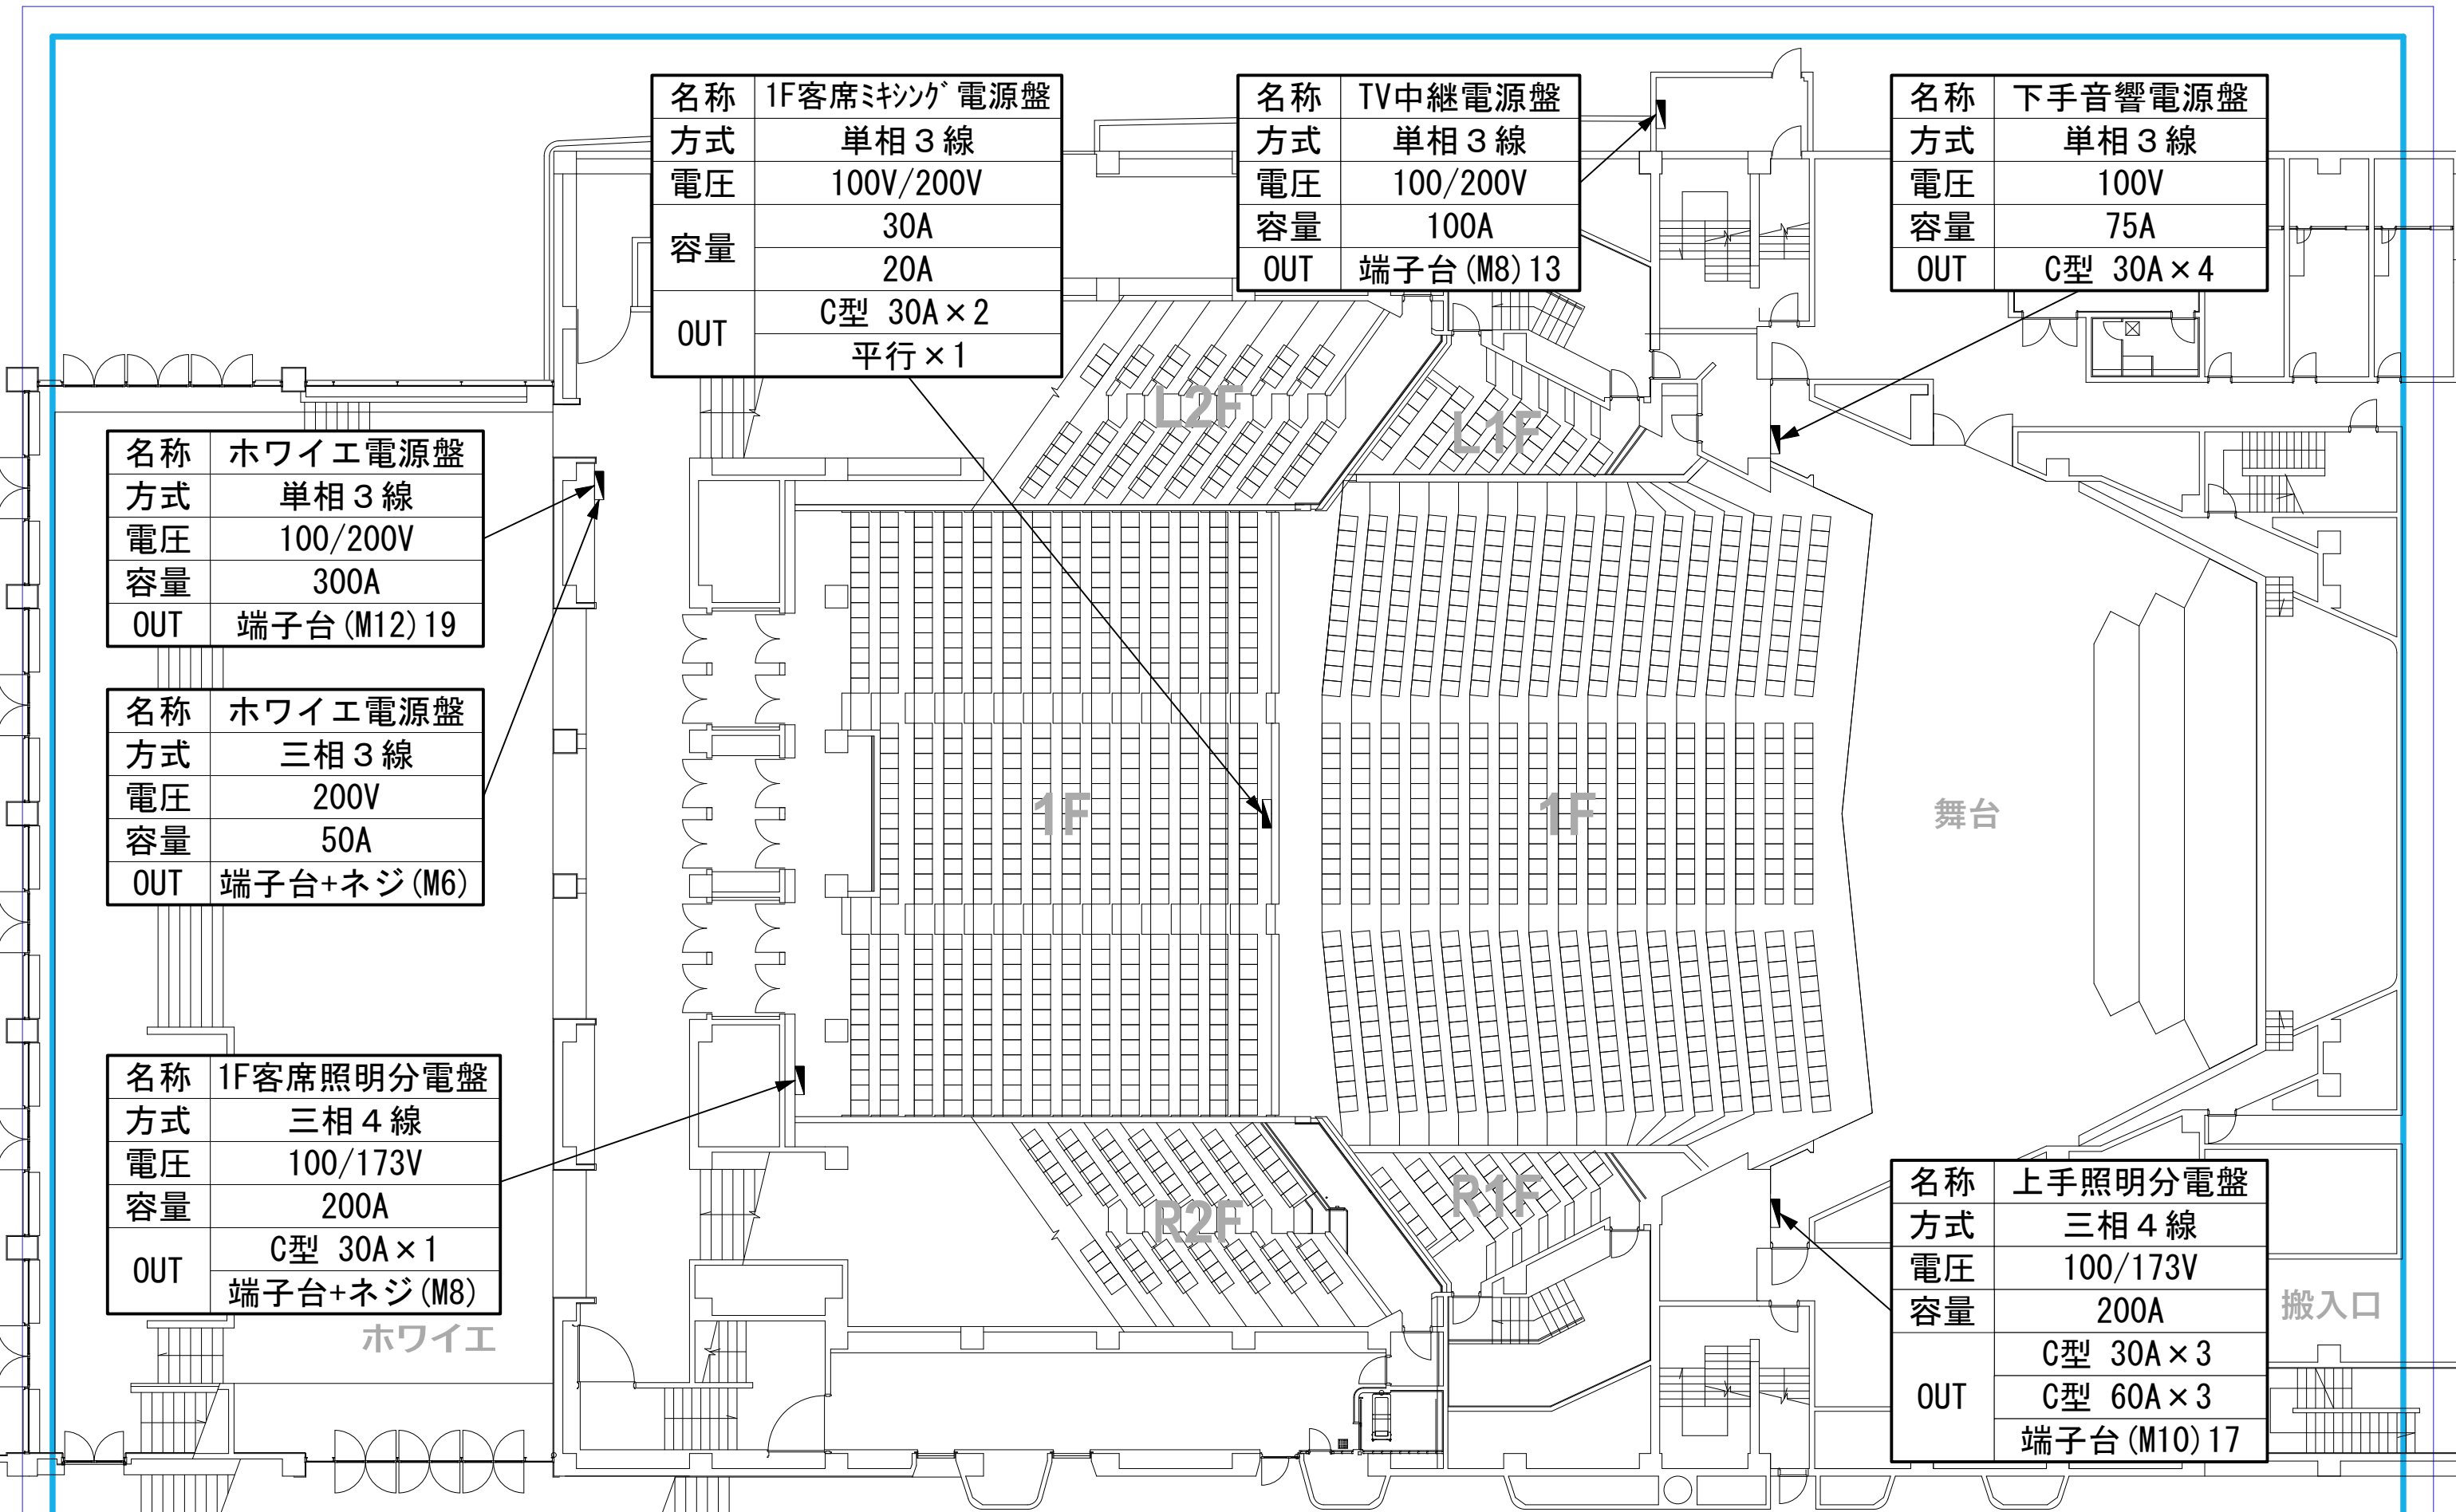 名称 1F客席ﾐｷｼﾝｸﾞ電源盤
方式 単相３線
電圧 100V/200V
容量 30A
20A
OUT C型 30A×2
平行×1
名称 TV中継電源盤
方式 単相３線
電圧 100/200V
容量 100A
OUT 端子台(M8)13
名称 下手音響電源盤
方式 単相３線
電圧 100V
容量 75A
OUT C型 30A×4
名称 ホワイエ電源盤
方式 単相３線
電圧 100/200V
容量 300A
OUT 端子台(M12)19
名称 ホワイエ電源盤
方式 三相３線
電圧 200V
容量 50A
OUT 端子台+ネジ(M6)
L2F
L1F
1F
1F
舞台
名称 1F客席照明分電盤
方式 三相４線
電圧 100/173V
容量 200A
OUT C型 30A×1
端子台+ネジ(M8)
ホワイエ
R2F
R1F
名称 上手照明分電盤
方式 三相４線
電圧 100/173V
容量 200A
OUT C型 30A×3
C型 60A×3
端子台(M10)17
搬入口